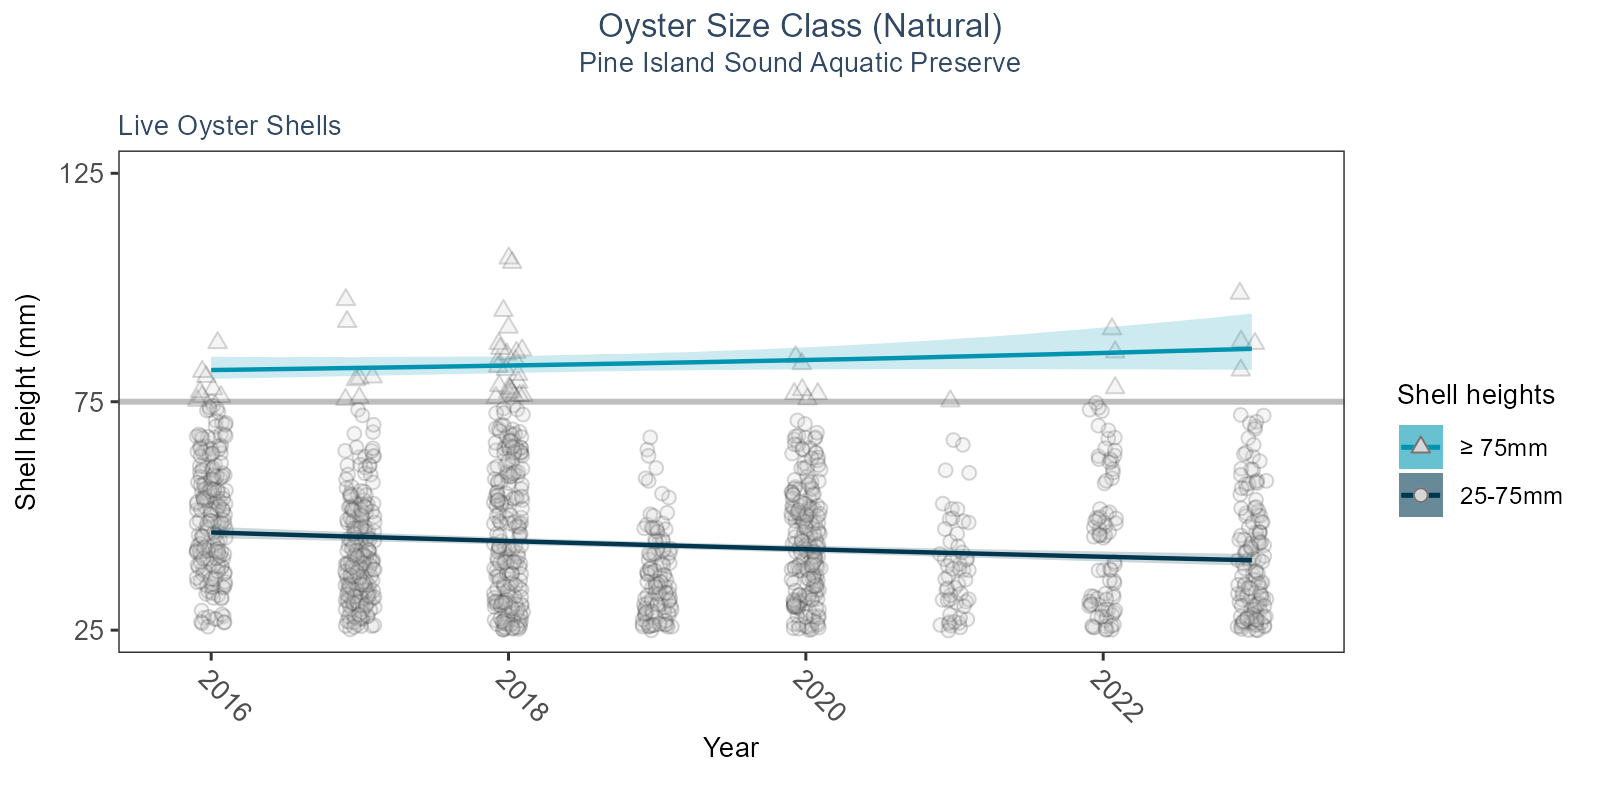 Oyster Size Class (Natural)
Pine Island Sound Aquatic Preserve
Live Oyster Shells
125
75
25
Shell height (mm)
2016
2018
2020
2022
Year
Shell heights
≥ 75mm
25-75mm